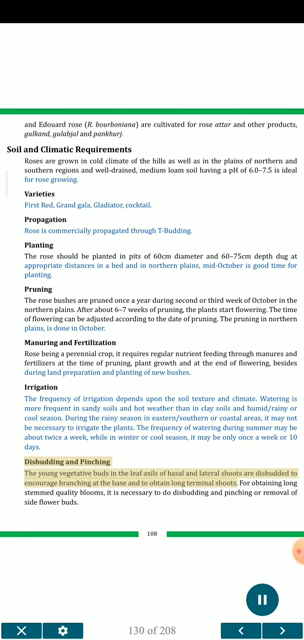 and Edouard rose (R. bourboniana) are cultivated for rose attar and other products,
gulkand, gulabjal and pankhurj.
Soil and Climatic Requirements
Roses are grown in cold climate of the hills as well as in the plains of northern and
southern regions and well-drained, medium loam soil having a pH of 6.0–7.5 is ideal
for rose growing.
Varieties
First Red, Grand gala, Gladiator, cocktail.
Propagation
Rose is commercially propagated through T-Budding.
Planting
The rose should be planted in pits of 60cm diameter and 60–75cm depth dug at
appropriate distances in a bed and in northern plains, mid-October is good time for
planting.
Pruning
The rose bushes are pruned once a year during second or third week of October in the
northern plains. After about 6–7 weeks of pruning, the plants start flowering. The time
of flowering can be adjusted according to the date of pruning. The pruning in northern
plains, is done in October.
Manuring and Fertilization
Rose being a perennial crop, it requires regular nutrient feeding through manures and
fertilizers at the time of pruning, plant growth and at the end of flowering, besides
during land preparation and planting of new bushes.
Irrigation
The frequency of irrigation depends upon the soil texture and climate. Watering is
more frequent in sandy soils and hot weather than in clay soils and humid/rainy or
cool season. During the rainy season in eastern/southern or coastal areas, it may not
be necessary to irrigate the plants. The frequency of watering during summer may be
about twice a week, while in winter or cool season, it may be only once a week or 10
days.
Disbudding and Pinching
The young vegetative buds in the leaf axils of basal and lateral shoots are disbudded to
encourage branching at the base and to obtain long terminal shoots. For obtaining long
stemmed quality blooms, it is necessary to do disbudding and pinching or removal of
side flower buds.
108
130 of 208